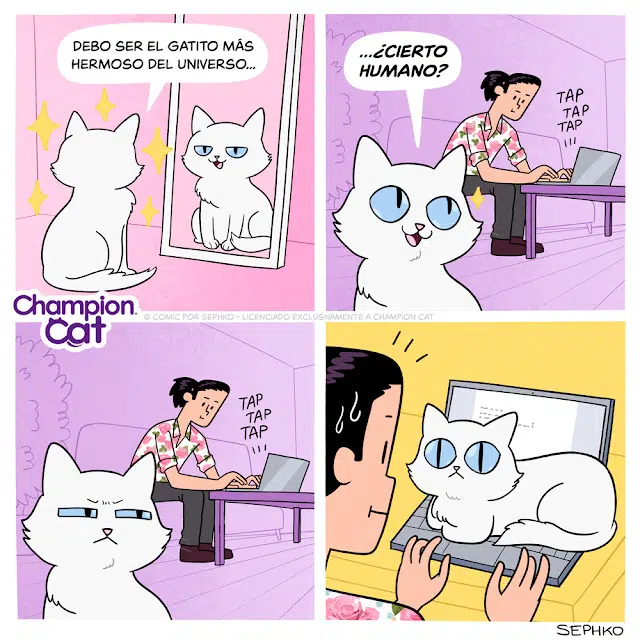 DEBO SER EL GATITO MÁS
HERMOSO DEL UNIVERSO...
...¿CIERTO
HUMANO?
TAP
TAP
TAP
Champion
Cat
© COMIC POR SEPHKO • LICENCIADO EXCLUSIVAMENTE A CHAMPION CAT
TAP
TAP
TAP
SEPHKO